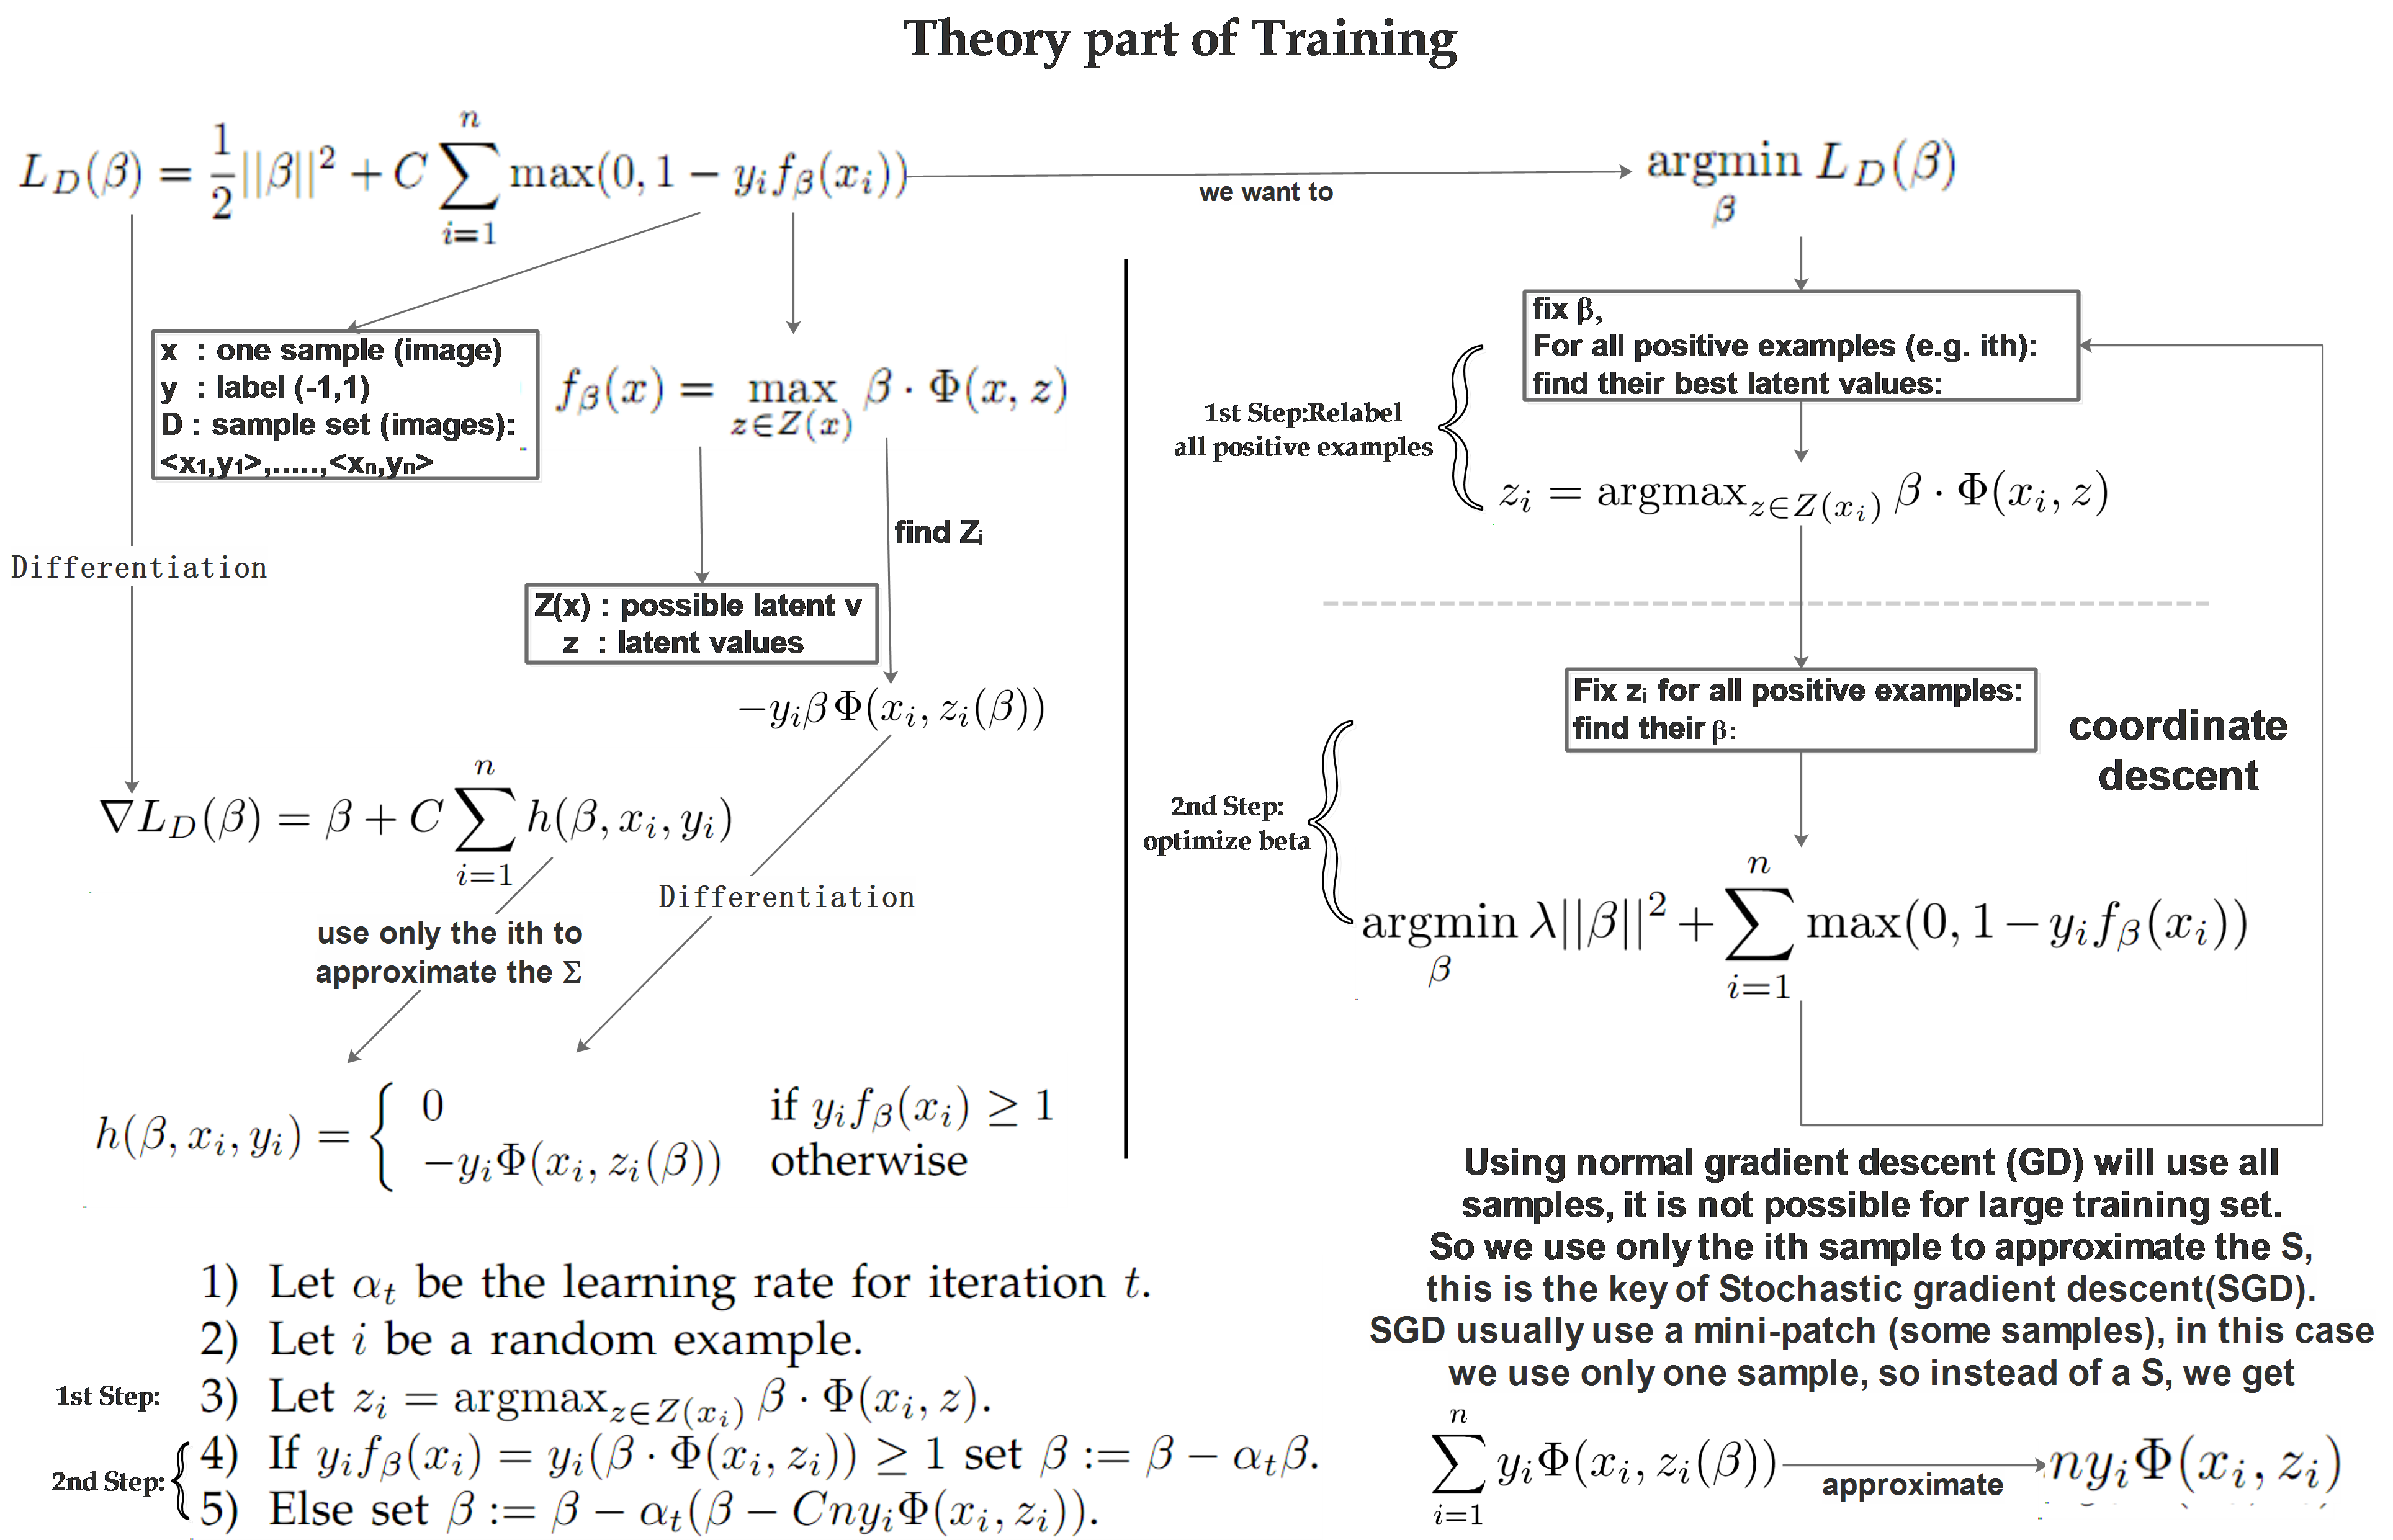 Theory part of Training
L_D(β) = 1/2 ||β||² + C ∑_{i=1}^{n} max(0, 1 − y_i f_β(x_i))
we want to
argmin_β L_D(β)
x : one sample (image)
y : label (-1,1)
D : sample set (images):
<x₁,y₁>,.....,<xₙ,yₙ>
f_β(x) = max_{z∈Z(x)} β · Φ(x, z)
Differentiation
find Zᵢ
Z(x) : possible latent v
z : latent values
−y_i β Φ(x_i, z_i(β))
∇L_D(β) = β + C ∑_{i=1}^{n} h(β, x_i, y_i)
Differentiation
use only the ith to
approximate the Σ
h(β, x_i, y_i) = { 0 if y_i f_β(x_i) ≥ 1
−y_i Φ(x_i, z_i(β)) otherwise
fix β,
For all positive examples (e.g. ith):
find their best latent values:
1st Step:Relabel
all positive examples
z_i = argmax_{z∈Z(x_i)} β · Φ(x_i, z)
Fix zᵢ for all positive examples:
find their β:
coordinate
descent
2nd Step:
optimize beta
argmin_β λ||β||² + ∑_{i=1}^{n} max(0, 1 − y_i f_β(x_i))
Using normal gradient descent (GD) will use all
samples, it is not possible for large training set.
So we use only the ith sample to approximate the S,
this is the key of Stochastic gradient descent(SGD).
SGD usually use a mini-patch (some samples), in this case
we use only one sample, so instead of a S, we get
∑_{i=1}^{n} y_i Φ(x_i, z_i(β)) approximate n y_i Φ(x_i, z_i)
1) Let α_t be the learning rate for iteration t.
2) Let i be a random example.
1st Step: 3) Let z_i = argmax_{z∈Z(x_i)} β · Φ(x_i, z).
2nd Step: 4) If y_i f_β(x_i) = y_i(β · Φ(x_i, z_i)) ≥ 1 set β := β − α_t β.
5) Else set β := β − α_t(β − C n y_i Φ(x_i, z_i)).